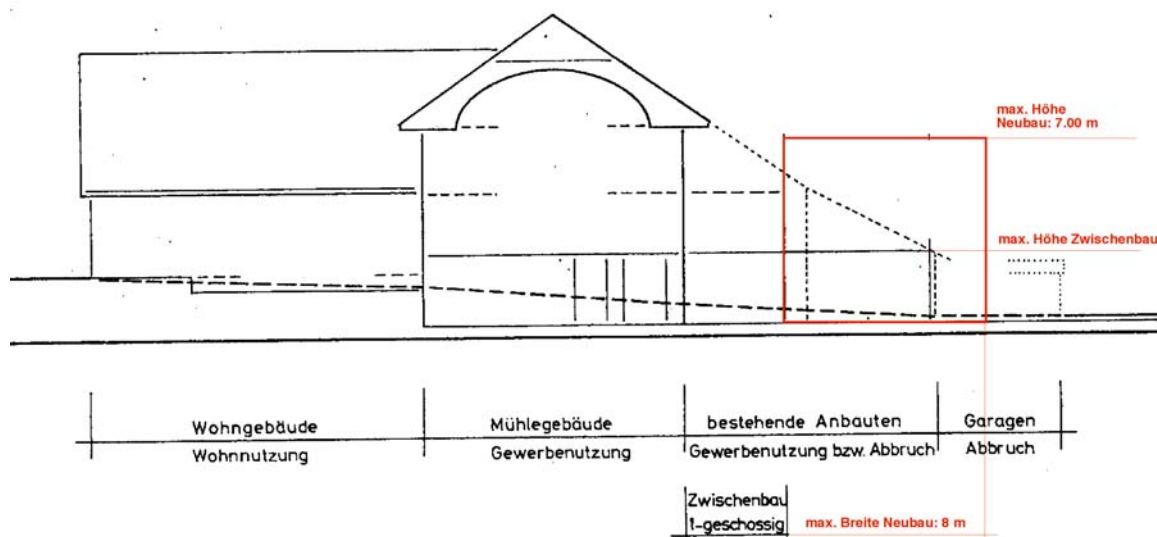 max. Höhe
Neubau: 7.00 m
max. Höhe Zwischenbau
Wohngebäude
Mühlegebäude
bestehende Anbauten
Garagen
Wohnnutzung
Gewerbenutzung
Gewerbenutzung bzw. Abbruch
Abbruch
Zwischenbau
1-geschossig
max. Breite Neubau: 8 m